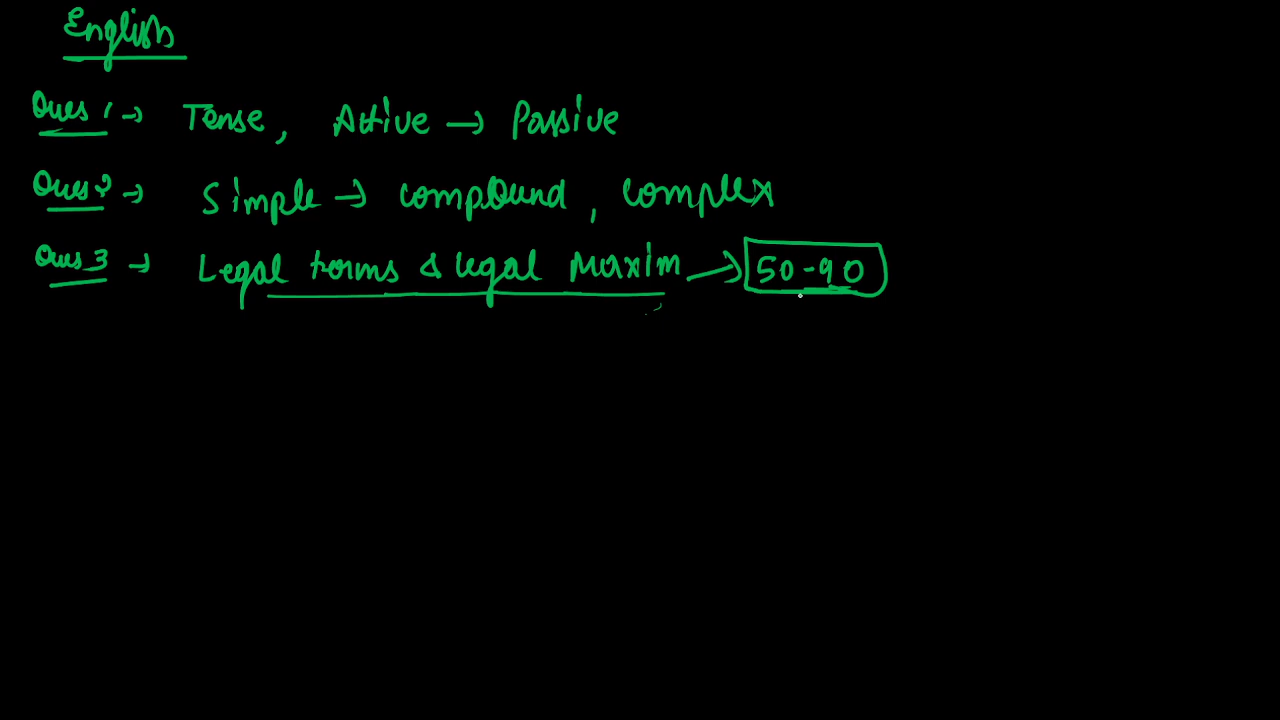 English
Ques 1 → Tense, Active → Passive
Ques 2 → Simple → compound, complex
Ques 3 → Legal terms & legal Maxim → 50-90